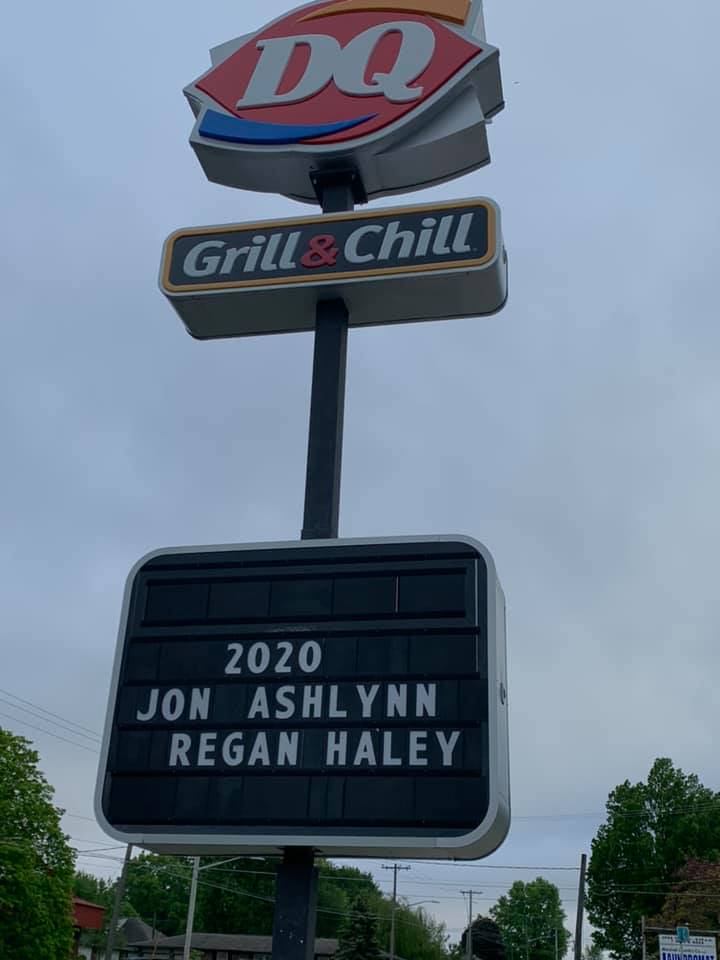 DQ
Grill & Chill
2020
JON ASHLYNN
REGAN HALEY